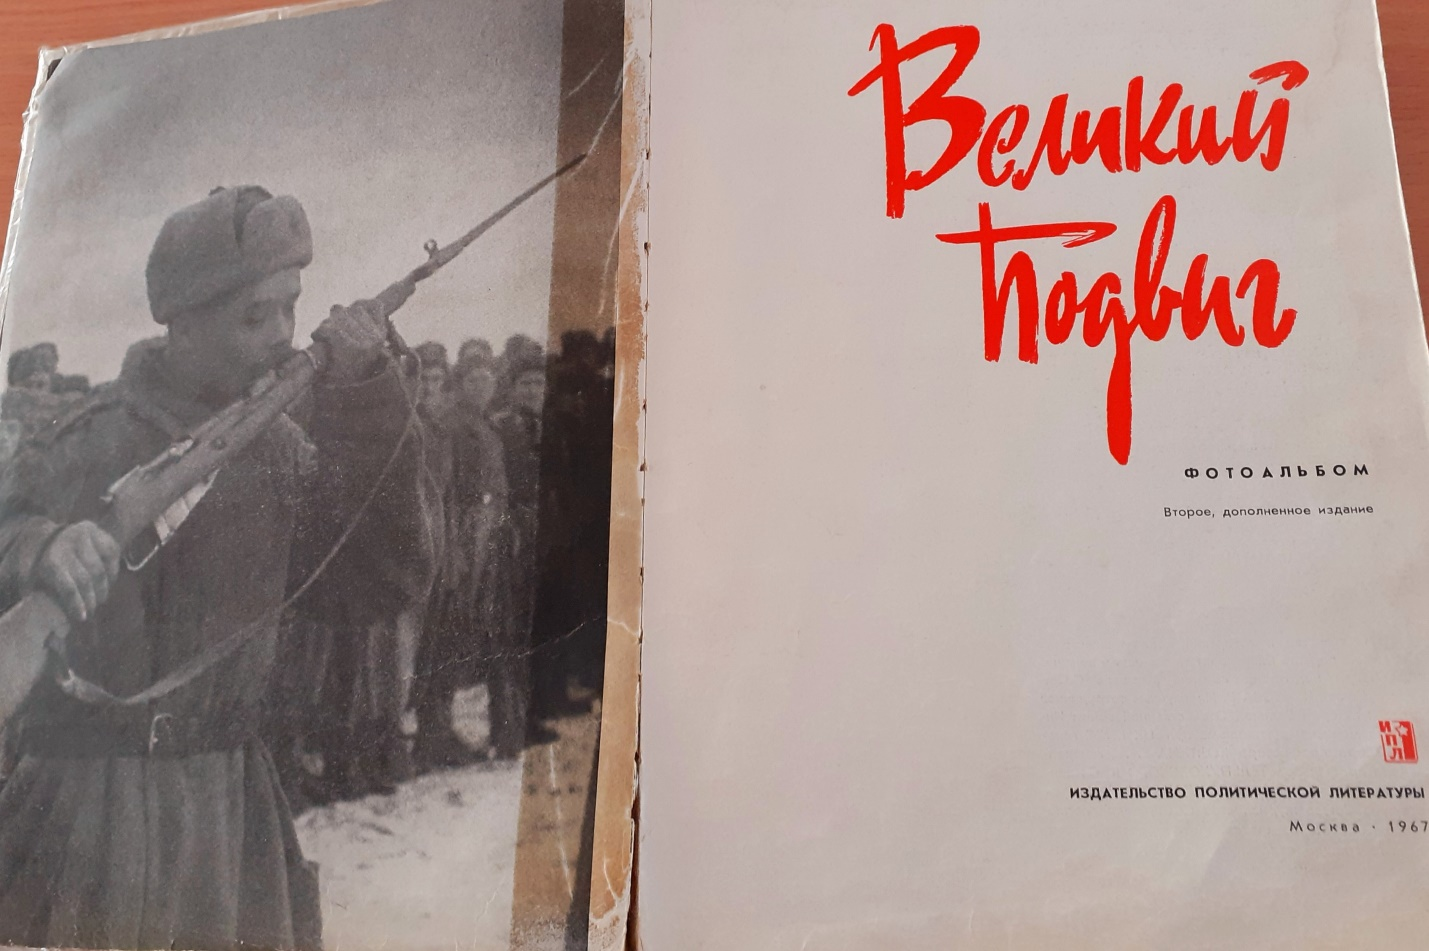 Великий
Подвиг
ФОТОАЛЬБОМ
Второе, дополненное издание
ИПЛ
ИЗДАТЕЛЬСТВО ПОЛИТИЧЕСКОЙ ЛИТЕРАТУРЫ
Москва · 1967